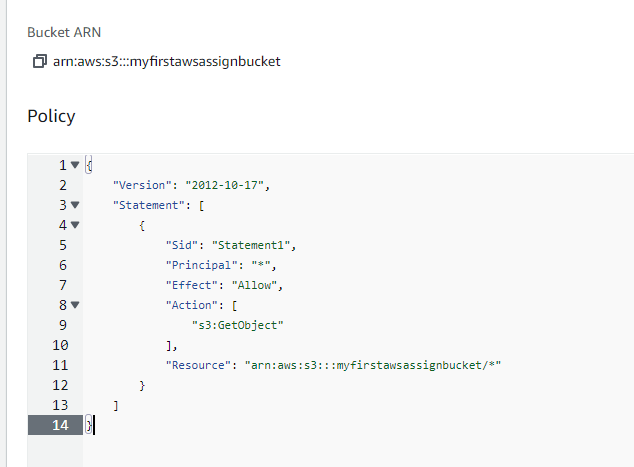 Bucket ARN
arn:aws:s3:::myfirstawsassignbucket
Policy
1 {
2 "Version": "2012-10-17",
3 "Statement": [
4 {
5 "Sid": "Statement1",
6 "Principal": "*",
7 "Effect": "Allow",
8 "Action": [
9 "s3:GetObject"
10 ],
11 "Resource": "arn:aws:s3:::myfirstawsassignbucket/*"
12 }
13 ]
14 }